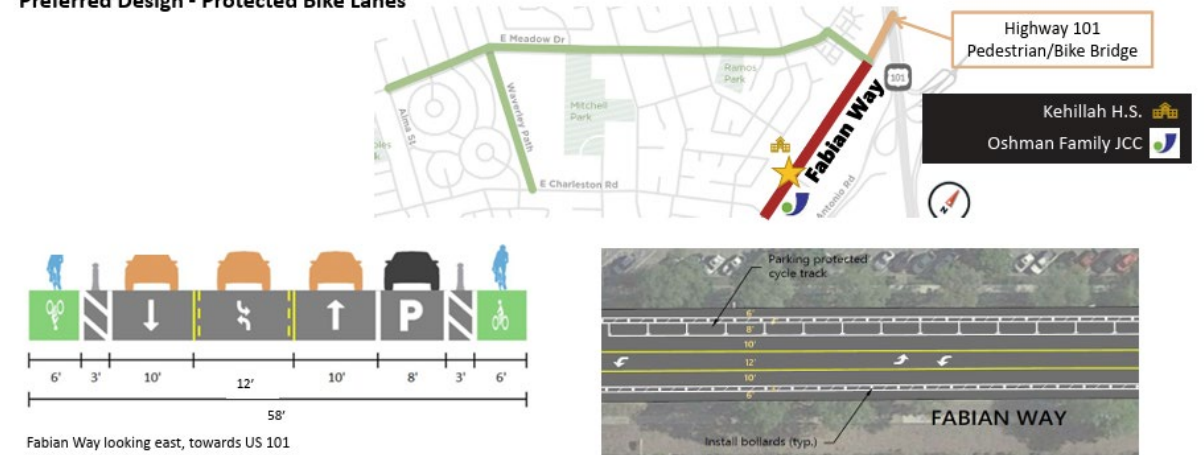 Preferred Design - Protected Bike Lanes
E Meadow Dr
Highway 101
Pedestrian/Bike Bridge
Ramos
Park
101
Mitchell
Park
Alma St
Waverley Path
Fabian Way
Kehillah H.S.
Oshman Family JCC
E Charleston Rd
Antonio Rd
N
P
6' 3' 10' 12' 10' 8' 3' 6'
58'
Fabian Way looking east, towards US 101
Parking protected
cycle track
6'
8'
10'
12'
10'
6'
FABIAN WAY
Install bollards (typ.)